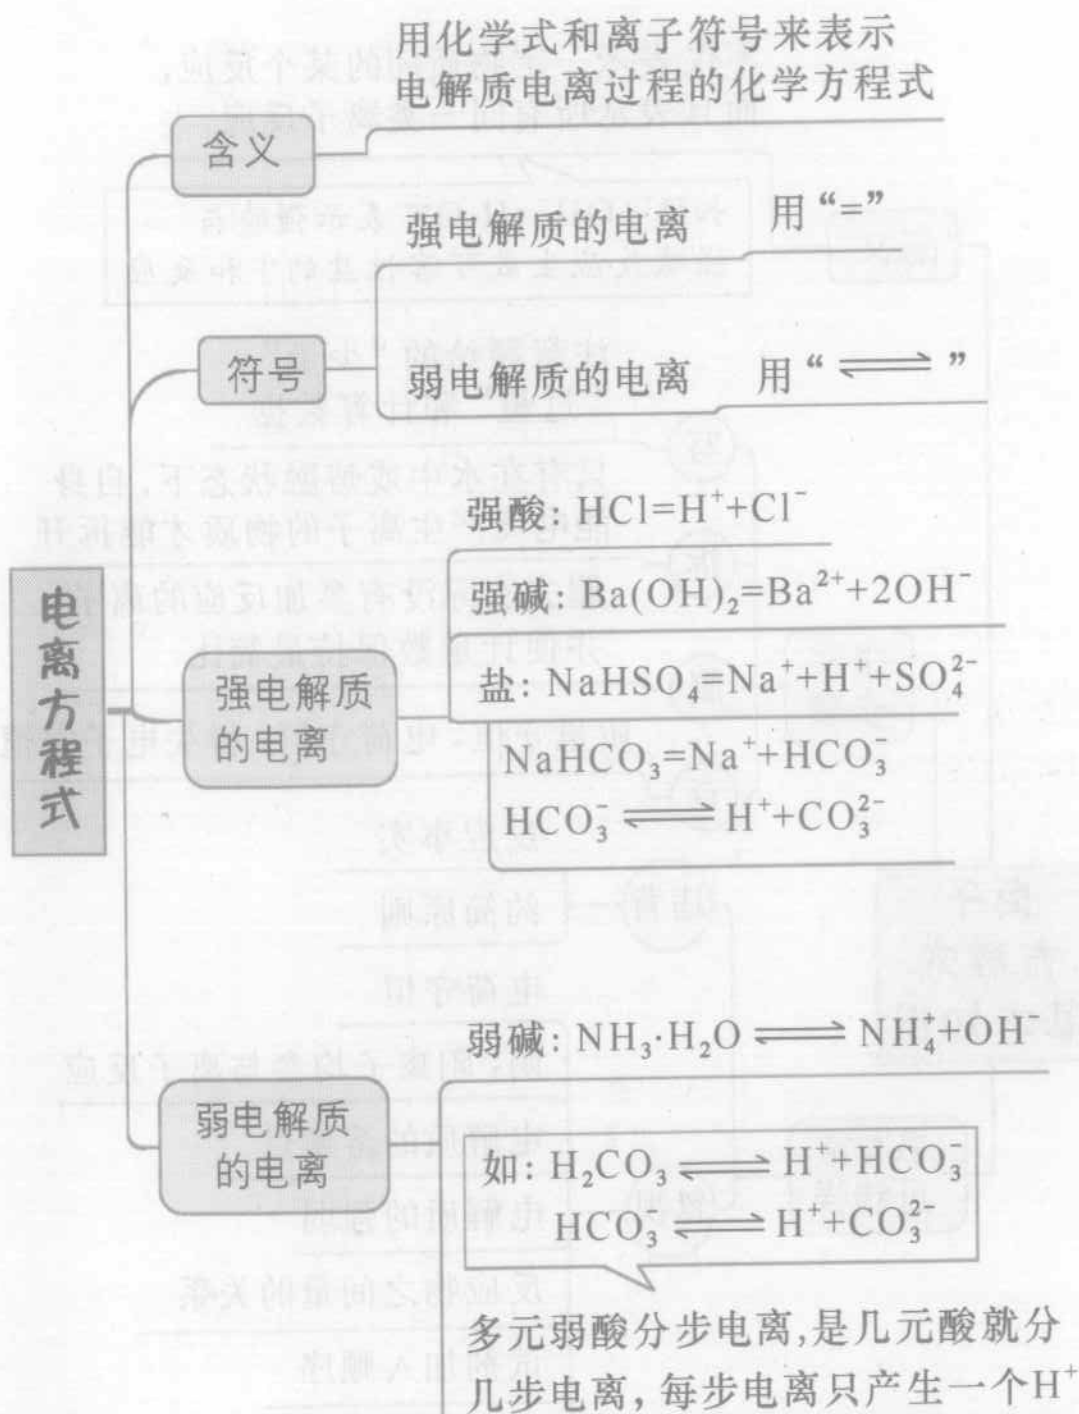 用化学式和离子符号来表示
电解质电离过程的化学方程式
含义
强电解质的电离 用“=”
符号
弱电解质的电离 用“⇌”
强酸: HCl=H⁺+Cl⁻
强碱: Ba(OH)₂=Ba²⁺+2OH⁻
电离方程式
强电解质
的电离
盐: NaHSO₄=Na⁺+H⁺+SO₄²⁻
NaHCO₃=Na⁺+HCO₃⁻
HCO₃⁻⇌H⁺+CO₃²⁻
弱碱: NH₃·H₂O⇌NH₄⁺+OH⁻
弱电解质
的电离
如: H₂CO₃⇌H⁺+HCO₃⁻
HCO₃⁻⇌H⁺+CO₃²⁻
多元弱酸分步电离,是几元酸就分
几步电离, 每步电离只产生一个H⁺